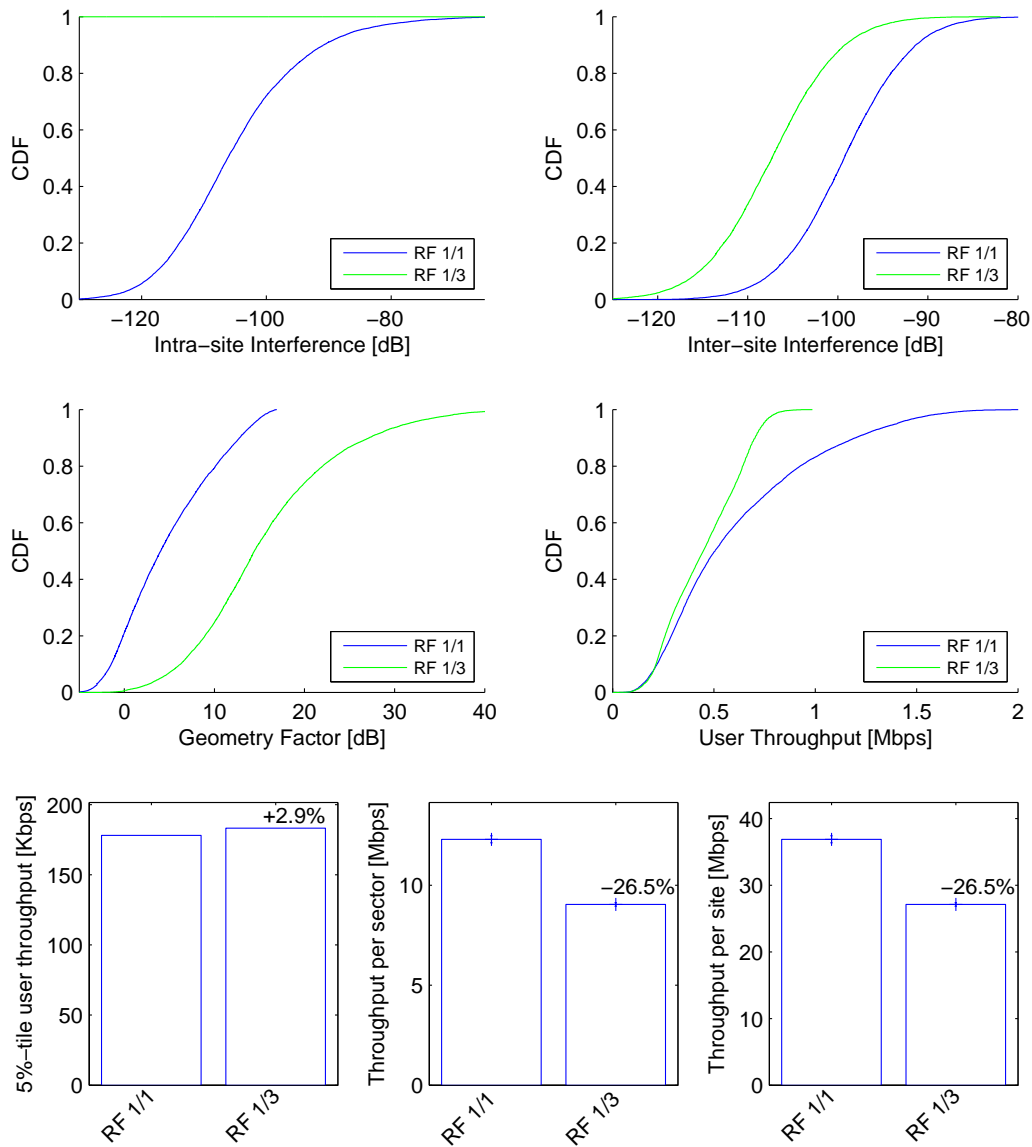 1
0.8
0.6
0.4
0.2
0
CDF
−120
−100
−80
Intra−site Interference [dB]
RF 1/1
RF 1/3
1
0.8
0.6
0.4
0.2
0
CDF
−120
−110
−100
−90
−80
Inter−site Interference [dB]
RF 1/1
RF 1/3
1
0.8
0.6
0.4
0.2
0
CDF
0
10
20
30
40
Geometry Factor [dB]
RF 1/1
RF 1/3
1
0.8
0.6
0.4
0.2
0
CDF
0
0.5
1
1.5
2
User Throughput [Mbps]
RF 1/1
RF 1/3
200
150
100
50
0
5%−tile user throughput [Kbps]
+2.9%
RF 1/1
RF 1/3
10
5
0
Throughput per sector [Mbps]
−26.5%
RF 1/1
RF 1/3
40
30
20
10
0
Throughput per site [Mbps]
−26.5%
RF 1/1
RF 1/3